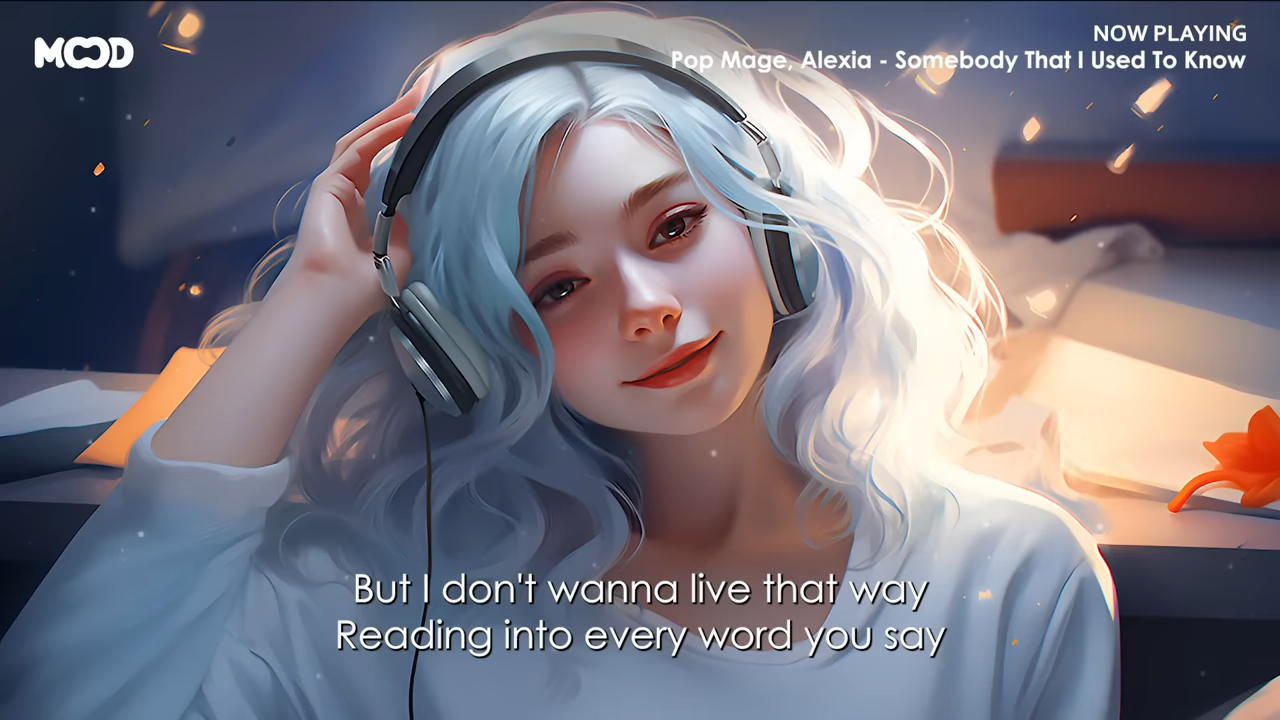 MOOD
NOW PLAYING
Pop Mage, Alexia - Somebody That I Used To Know
But I don't wanna live that way
Reading into every word you say